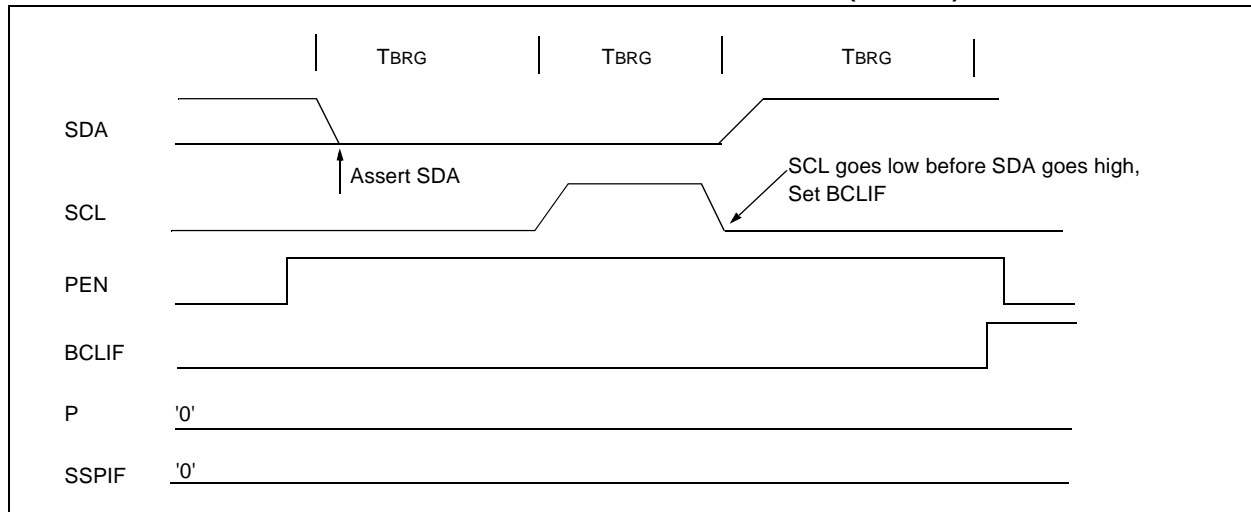 TBRG TBRG TBRG
SDA
Assert SDA
SCL goes low before SDA goes high,
Set BCLIF
SCL
PEN
BCLIF
P '0'
SSPIF '0'